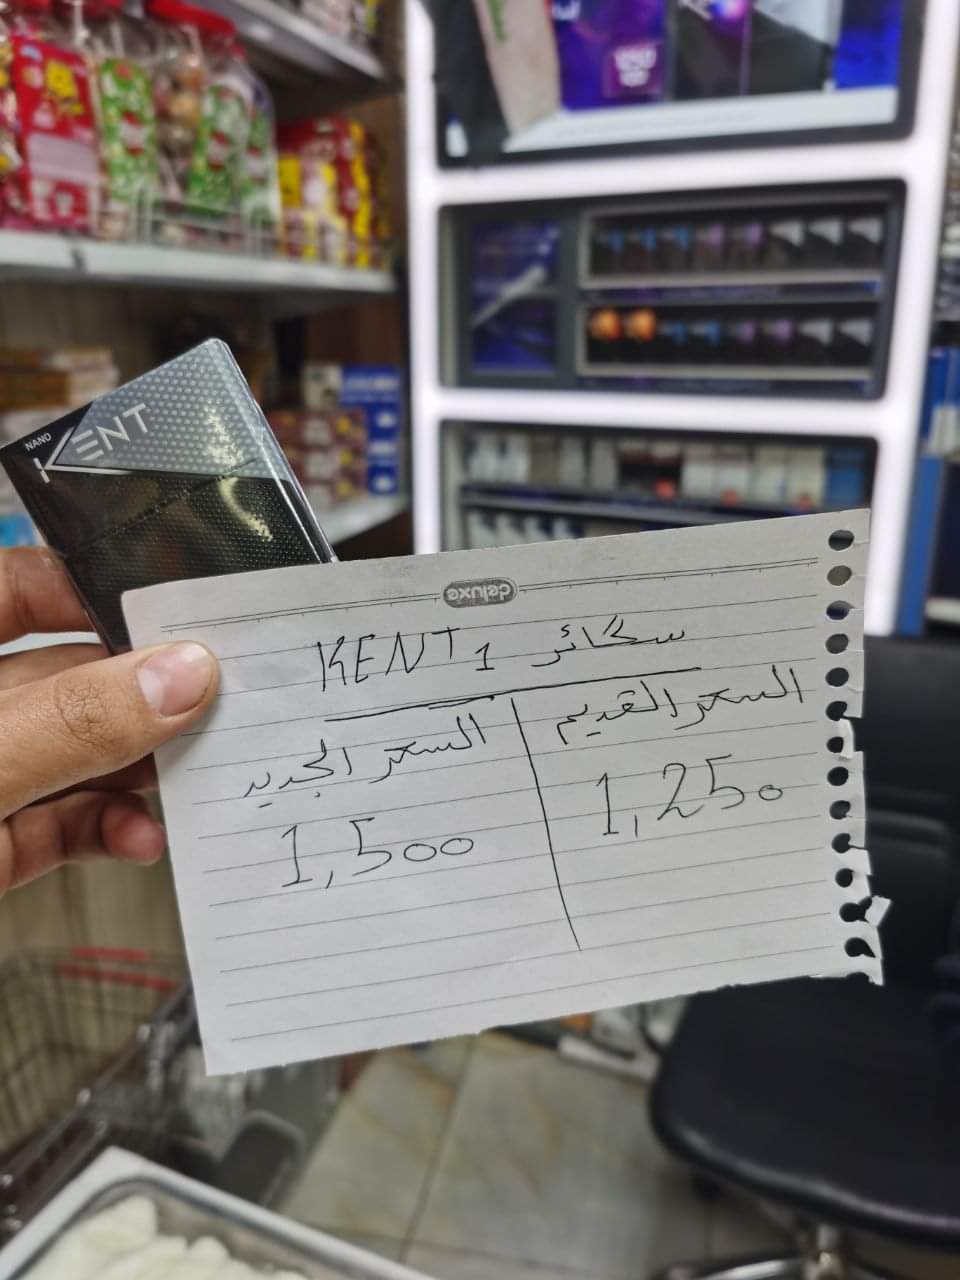 NANO
KENT
deluxe
سكائر KENT 1
السعر القديم
1,250
السعر الجديد
1,500